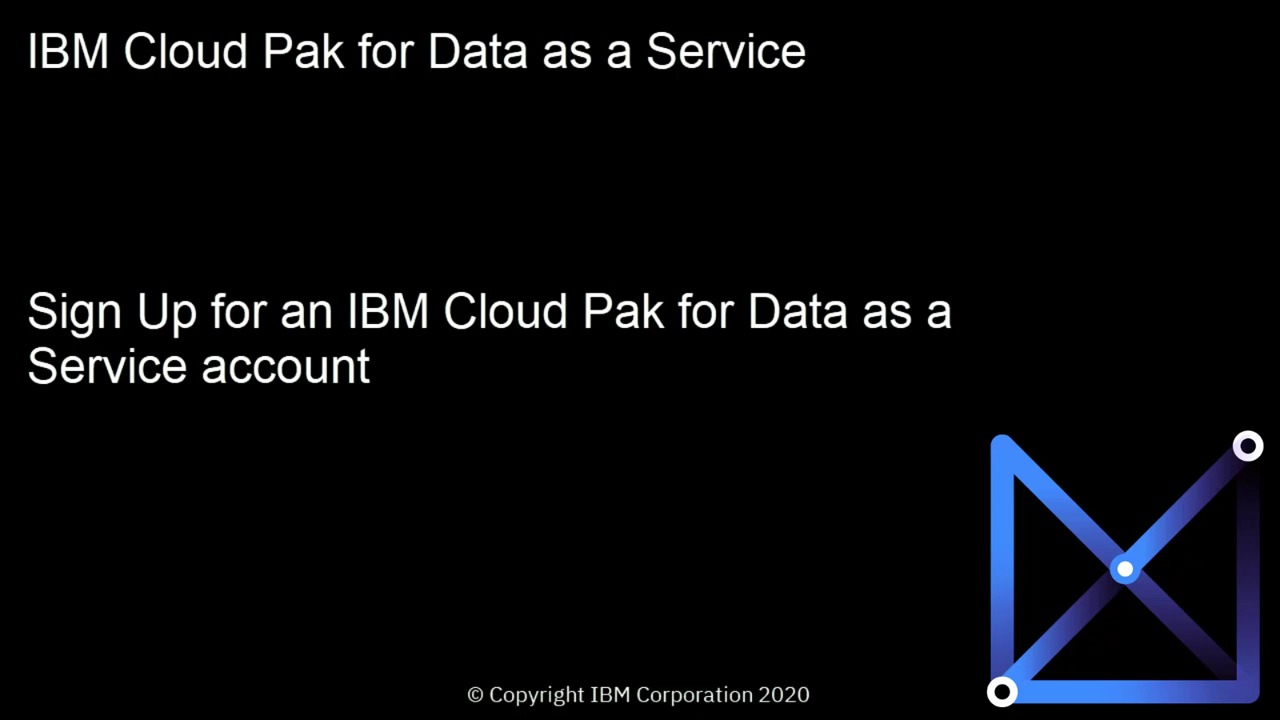 IBM Cloud Pak for Data as a Service
Sign Up for an IBM Cloud Pak for Data as a
Service account
© Copyright IBM Corporation 2020